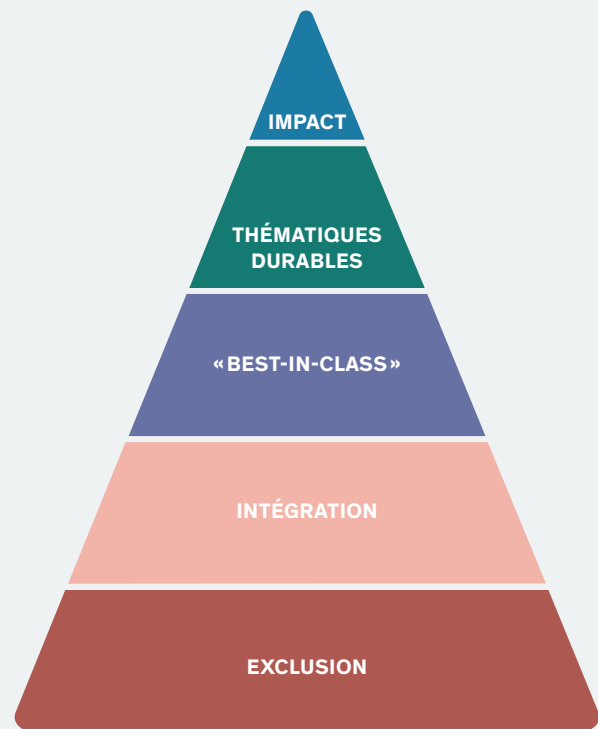 IMPACT
THÉMATIQUES
DURABLES
«BEST-IN-CLASS»
INTÉGRATION
EXCLUSION